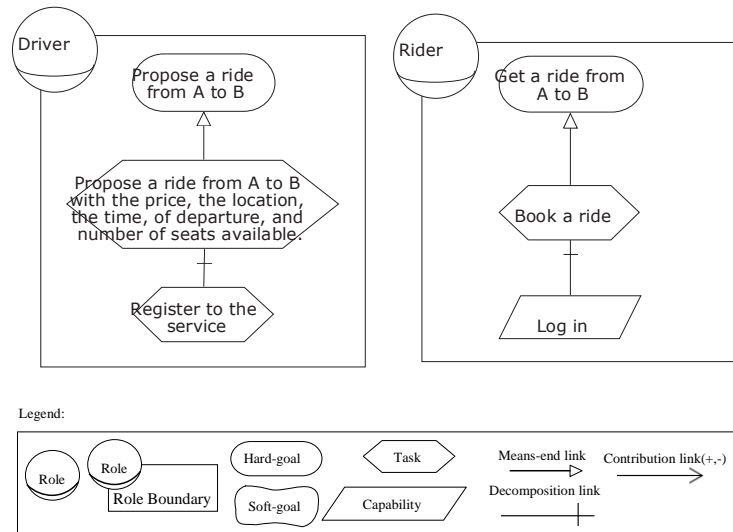 Driver
Propose a ride
from A to B
Propose a ride from A to B
with the price, the location,
the time, of departure, and
number of seats available.
Register to the
service
Rider
Get a ride from
A to B
Book a ride
Log in
Legend:
Role
Role
Role Boundary
Hard-goal
Soft-goal
Task
Capability
Means-end link
Decomposition link
Contribution link(+,-)